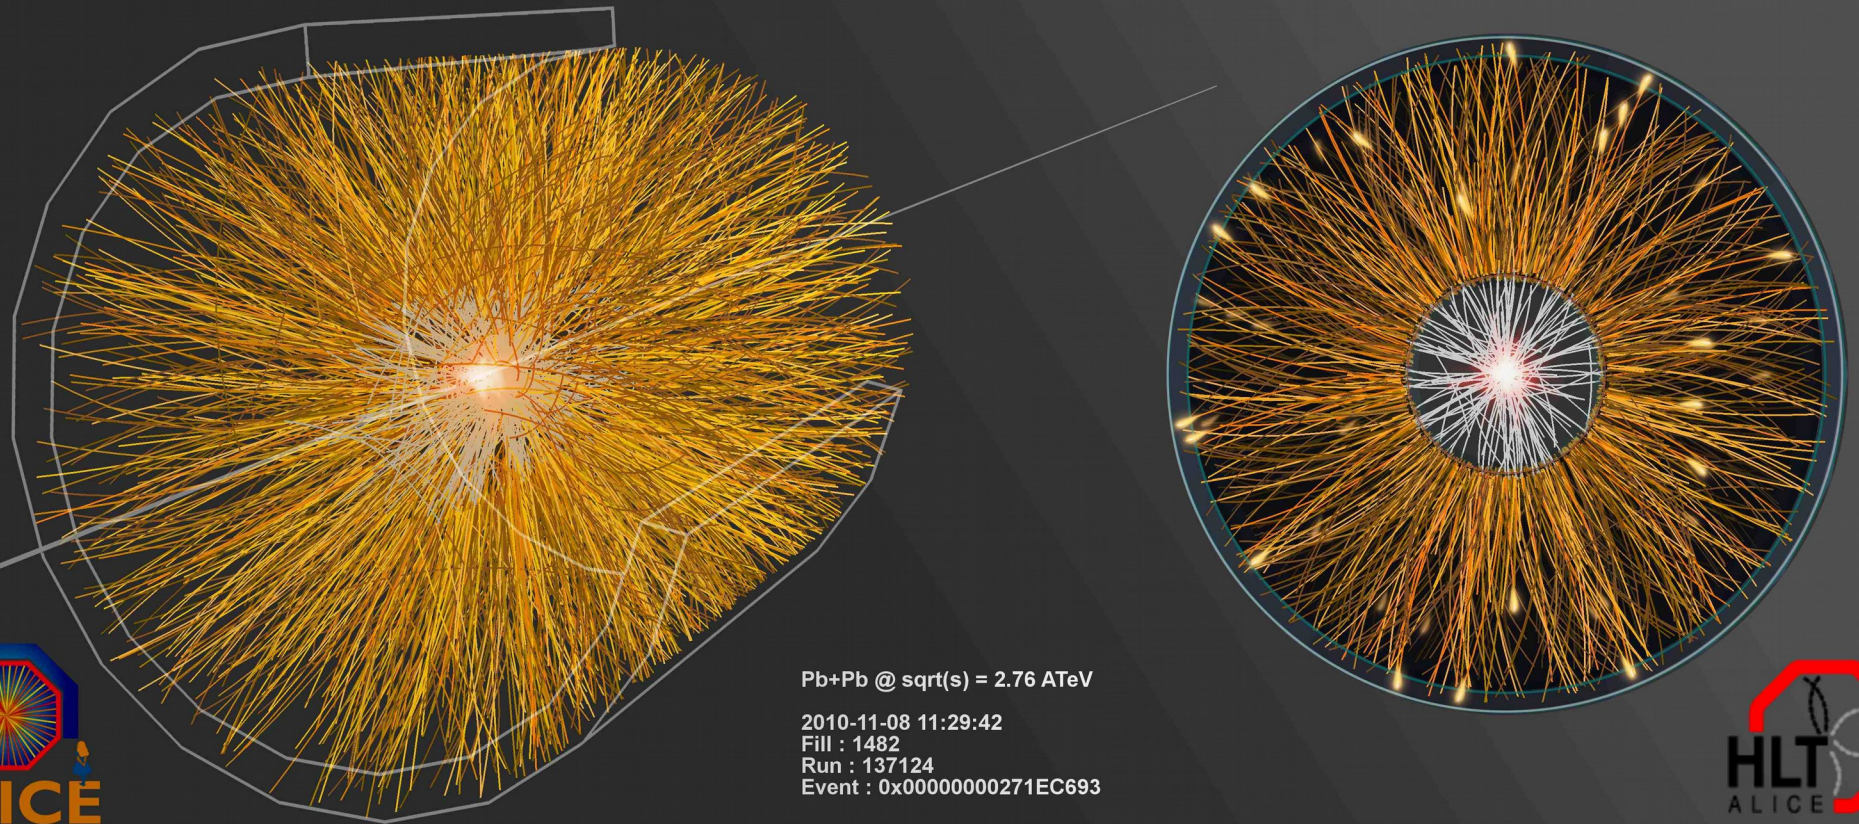 Pb+Pb @ sqrt(s) = 2.76 ATeV
2010-11-08 11:29:42
Fill : 1482
Run : 137124
Event : 0x00000000271EC693
ICE
HLT
ALICE